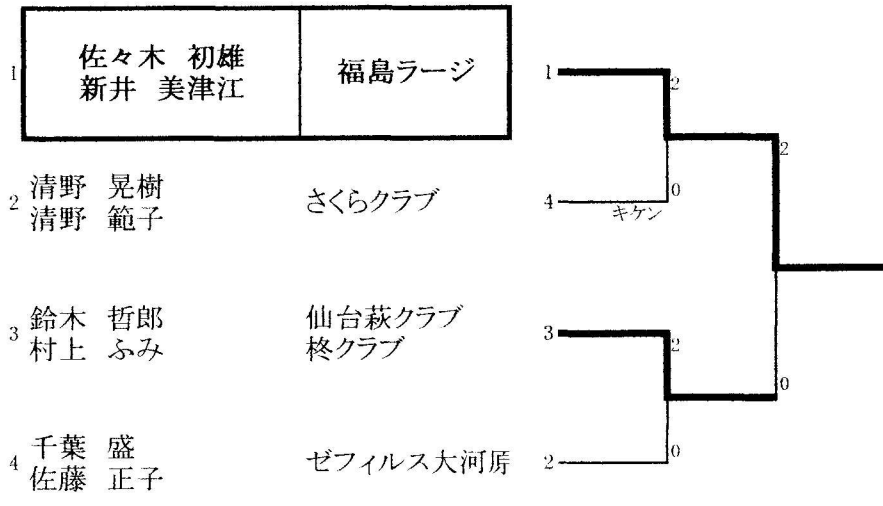 1 佐々木 初雄 福島ラージ
新井 美津江
2 清野 晃樹 さくらクラブ
清野 範子
3 鈴木 哲郎 仙台萩クラブ
村上 ふみ 柊クラブ
4 千葉 盛 ゼフィルス大河原
佐藤 正子
1
2
2
0
4
キケン
3
2
0
0
2